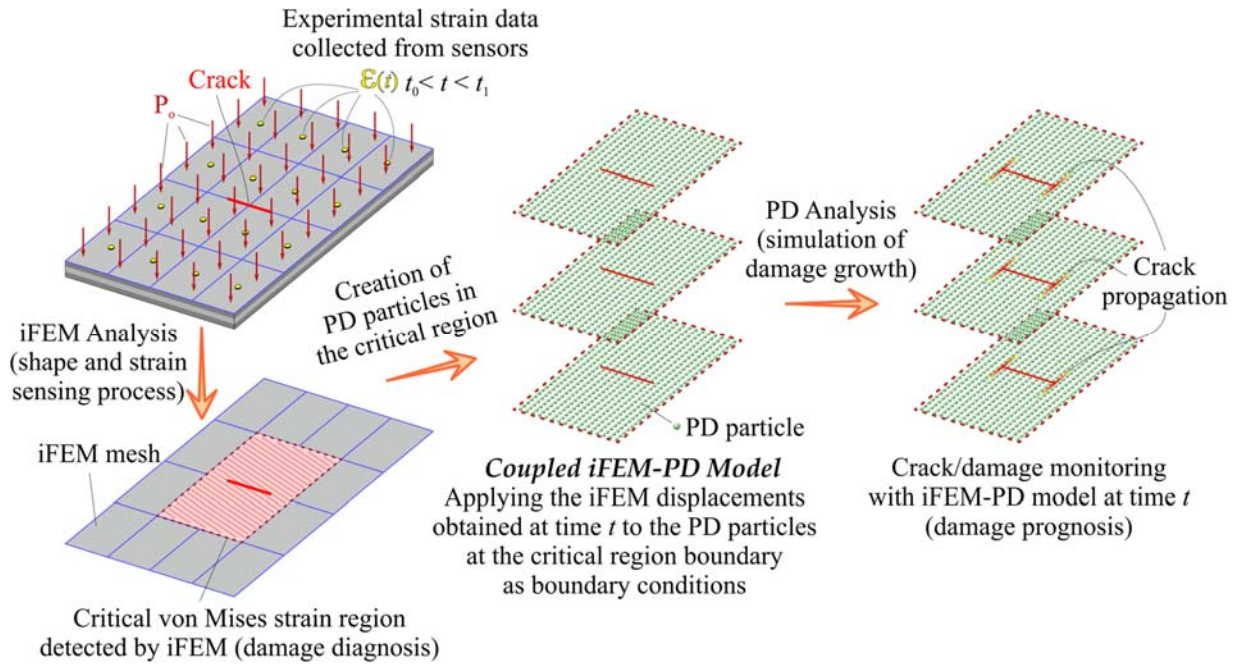 Experimental strain data
collected from sensors
Crack
ε(t) t₀ < t < t₁
Pₒ
iFEM Analysis
(shape and strain
sensing process)
iFEM mesh
Critical von Mises strain region
detected by iFEM (damage diagnosis)
Creation of
PD particles in
the critical region
PD particle
Coupled iFEM-PD Model
Applying the iFEM displacements
obtained at time t to the PD particles
at the critical region boundary
as boundary conditions
PD Analysis
(simulation of
damage growth)
Crack
propagation
Crack/damage monitoring
with iFEM-PD model at time t
(damage prognosis)